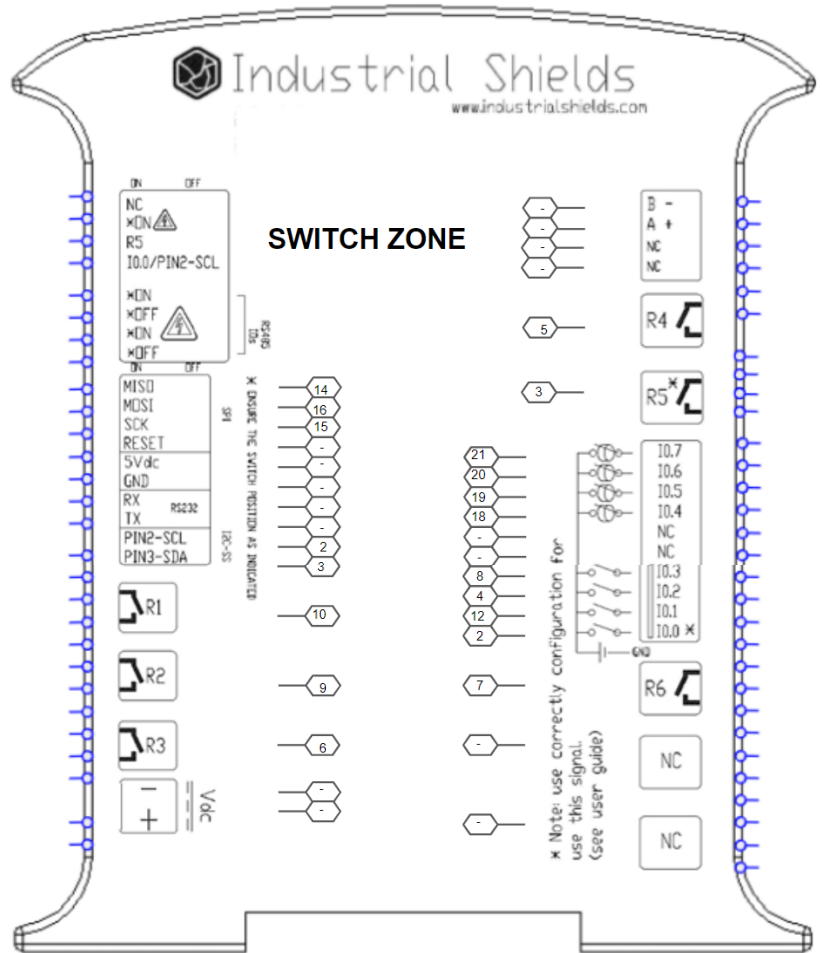 Industrial Shields
www.industrialshields.com
ON OFF
NC
*ON
R5
I0.0/PIN2-SCL
*ON
*OFF
*ON
*OFF
RS485
IOs
ON OFF
MISO
MOSI
SCK
RESET
SPI
5Vdc
GND
RX
TX
RS232
PIN2-SCL
PIN3-SDA
I2C-SS
* ENSURE THE SWITCH POSITION AS INDICATED
R1
R2
R3
-
+
Vdc
SWITCH ZONE
14
16
15
-
-
-
-
-
2
3
10
9
6
-
-
-
-
-
-
5
3
21
20
19
18
-
-
8
4
12
2
7
-
-
B -
A +
NC
NC
R4
R5*
I0.7
I0.6
I0.5
I0.4
NC
NC
I0.3
I0.2
I0.1
I0.0 *
GND
R6
NC
NC
* Note: use correctly configuration for
use this signal.
(see user guide)